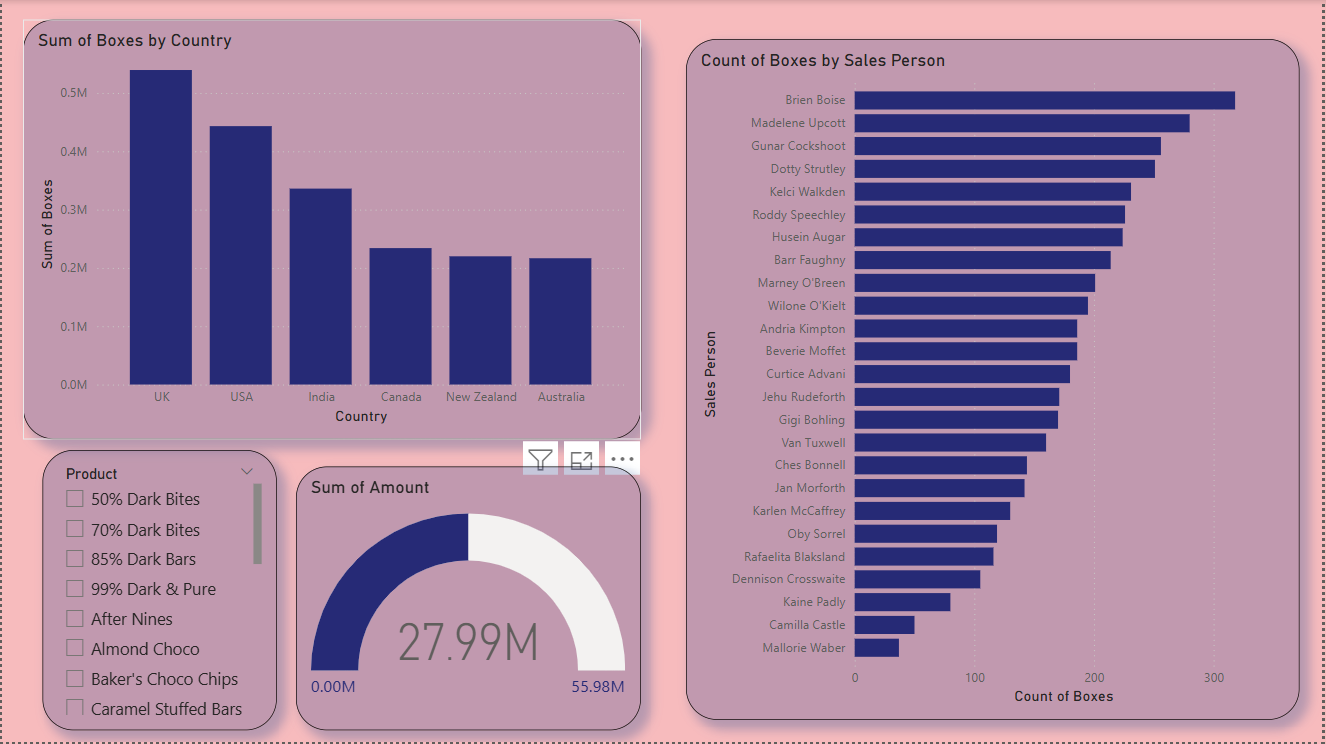 Sum of Boxes by Country
Sum of Boxes
0.5M
0.4M
0.3M
0.2M
0.1M
0.0M
UK
USA
India
Canada
New Zealand
Australia
Country
Product
50% Dark Bites
70% Dark Bites
85% Dark Bars
99% Dark & Pure
After Nines
Almond Choco
Baker's Choco Chips
Caramel Stuffed Bars
Sum of Amount
27.99M
0.00M
55.98M
Count of Boxes by Sales Person
Sales Person
Brien Boise
Madelene Upcott
Gunar Cockshoot
Dotty Strutley
Kelci Walkden
Roddy Speechley
Husein Augar
Barr Faughny
Marney O'Breen
Wilone O'Kielt
Andria Kimpton
Beverie Moffet
Curtice Advani
Jehu Rudeforth
Gigi Bohling
Van Tuxwell
Ches Bonnell
Jan Morforth
Karlen McCaffrey
Oby Sorrel
Rafaelita Blaksland
Dennison Crosswaite
Kaine Padly
Camilla Castle
Mallorie Waber
0
100
200
300
Count of Boxes